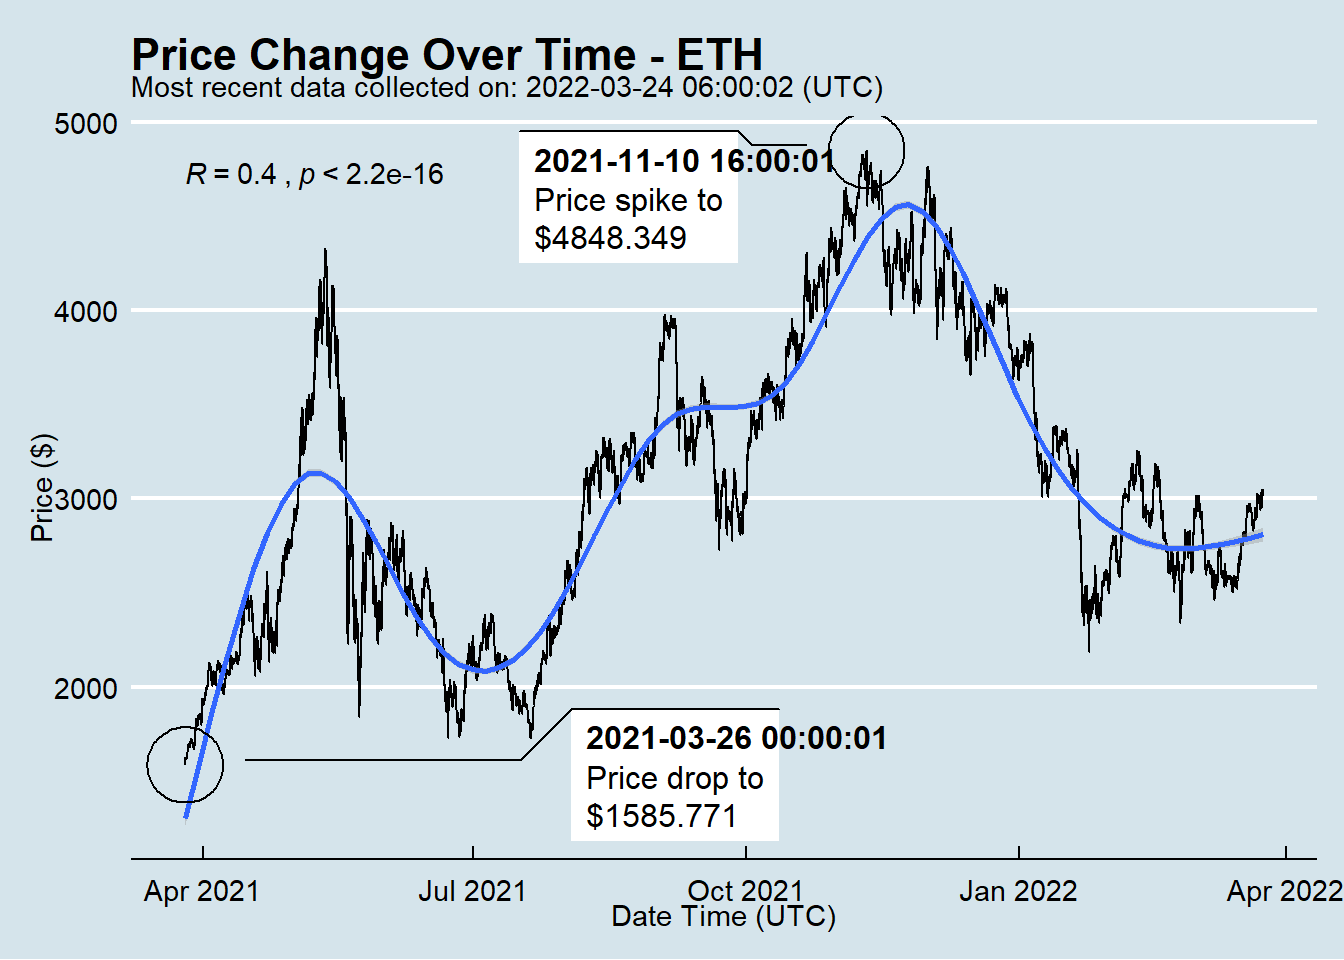 Price Change Over Time - ETH
Most recent data collected on: 2022-03-24 06:00:02 (UTC)
5000
4000
3000
2000
Price ($)
R = 0.4 , p < 2.2e-16
2021-11-10 16:00:01
Price spike to
$4848.349
2021-03-26 00:00:01
Price drop to
$1585.771
Apr 2021 Jul 2021 Oct 2021 Jan 2022 Apr 2022
Date Time (UTC)